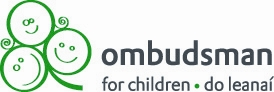 ombudsman
for children • do leanaí